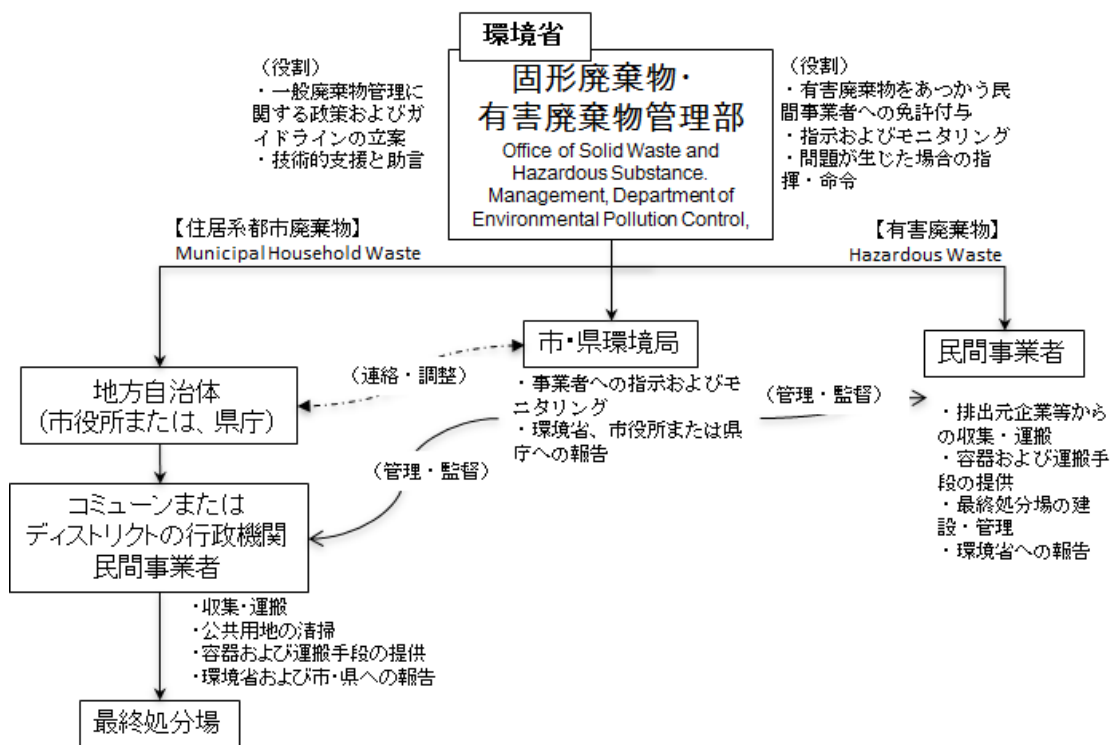 環境省
固形廃棄物・
有害廃棄物管理部
Office of Solid Waste and
Hazardous Substance.
Management, Department of
Environmental Pollution Control,
（役割）
・一般廃棄物管理に
関する政策およびガ
イドラインの立案
・技術的支援と助言
（役割）
・有害廃棄物をあつかう民
間事業者への免許付与
・指示およびモニタリング
・問題が生じた場合の指
揮・命令
【住居系都市廃棄物】
Municipal Household Waste
【有害廃棄物】
Hazardous Waste
市・県環境局
・事業者への指示およびモ
ニタリング
・環境省、市役所または県
庁への報告
民間事業者
・排出元企業等から
の収集・運搬
・容器および運搬手
段の提供
・最終処分場の建
設・管理
・環境省への報告
（連絡・調整）
（管理・監督）
（管理・監督）
地方自治体
（市役所または、県庁）
コミューンまたは
ディストリクトの行政機関
民間事業者
・収集・運搬
・公共用地の清掃
・容器および運搬手段の提供
・環境省および市・県への報告
最終処分場